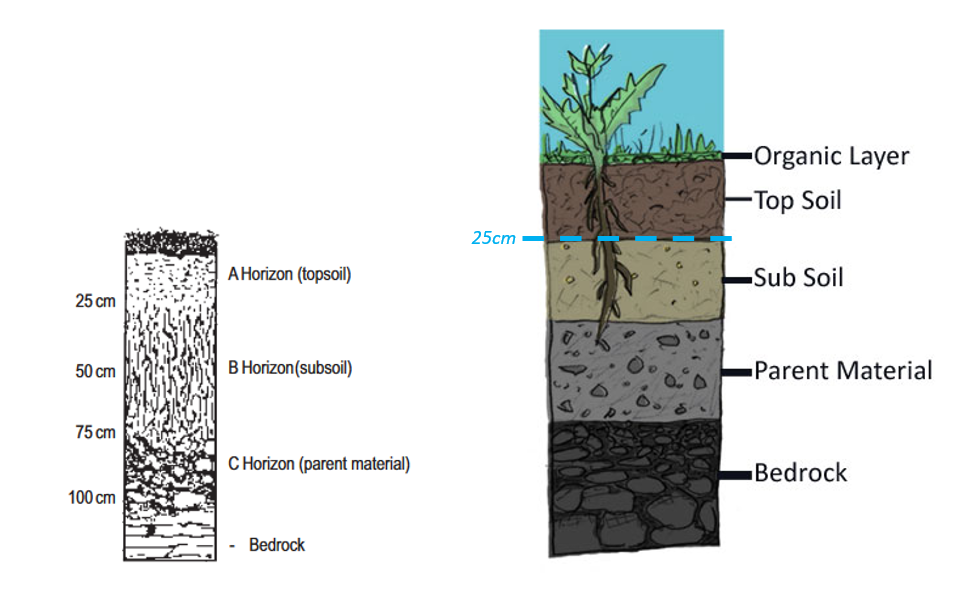 25 cm
50 cm
75 cm
100 cm
A Horizon (topsoil)
B Horizon(subsoil)
C Horizon (parent material)
- Bedrock
25cm
Organic Layer
Top Soil
Sub Soil
Parent Material
Bedrock